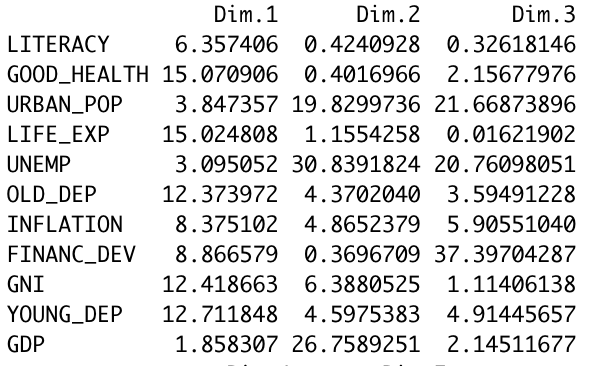 Dim.1 Dim.2 Dim.3
LITERACY 6.357406 0.4240928 0.32618146
GOOD_HEALTH 15.070906 0.4016966 2.15677976
URBAN_POP 3.847357 19.8299736 21.66873896
LIFE_EXP 15.024808 1.1554258 0.01621902
UNEMP 3.095052 30.8391824 20.76098051
OLD_DEP 12.373972 4.3702040 3.59491228
INFLATION 8.375102 4.8652379 5.90551040
FINANC_DEV 8.866579 0.3696709 37.39704287
GNI 12.418663 6.3880525 1.11406138
YOUNG_DEP 12.711848 4.5975383 4.91445657
GDP 1.858307 26.7589251 2.14511677